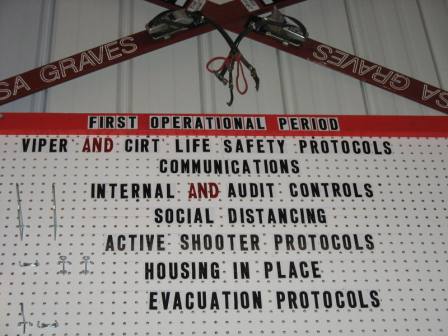 SA GRAVES
SA GRAVES
FIRST OPERATIONAL PERIOD
VIPER AND CIRT LIFE SAFETY PROTOCOLS
COMMUNICATIONS
INTERNAL AND AUDIT CONTROLS
SOCIAL DISTANCING
ACTIVE SHOOTER PROTOCOLS
HOUSING IN PLACE
EVACUATION PROTOCOLS